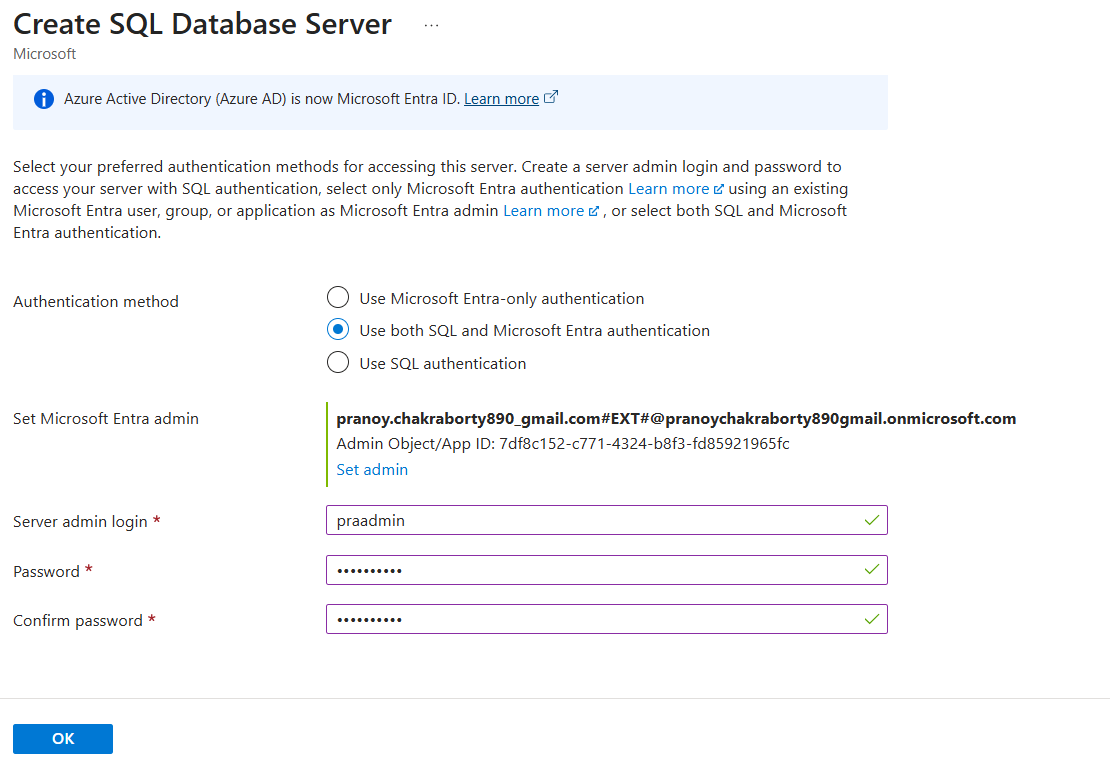 Create SQL Database Server ...
Microsoft
Azure Active Directory (Azure AD) is now Microsoft Entra ID. Learn more
Select your preferred authentication methods for accessing this server. Create a server admin login and password to
access your server with SQL authentication, select only Microsoft Entra authentication Learn more using an existing
Microsoft Entra user, group, or application as Microsoft Entra admin Learn more , or select both SQL and Microsoft
Entra authentication.
Authentication method
Use Microsoft Entra-only authentication
Use both SQL and Microsoft Entra authentication
Use SQL authentication
Set Microsoft Entra admin
pranoy.chakraborty890_gmail.com#EXT#@pranoychakraborty890gmail.onmicrosoft.com
Admin Object/App ID: 7df8c152-c771-4324-b8f3-fd85921965fc
Set admin
Server admin login *
praadmin
Password *
••••••••••
Confirm password *
••••••••••
OK